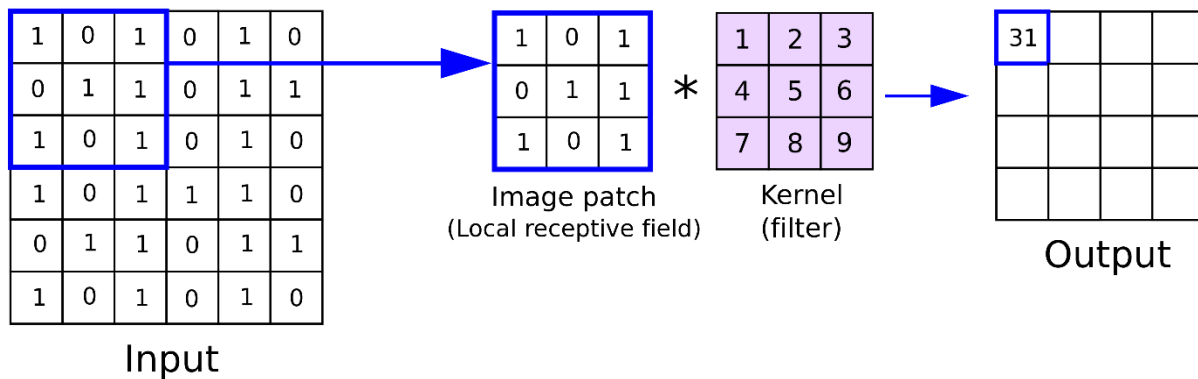 1 0 1 0 1 0
0 1 1 0 1 1
1 0 1 0 1 0
1 0 1 1 1 0
0 1 1 0 1 1
1 0 1 0 1 0
Input
1 0 1
0 1 1
1 0 1
Image patch
(Local receptive field)
*
1 2 3
4 5 6
7 8 9
Kernel
(filter)
31
Output